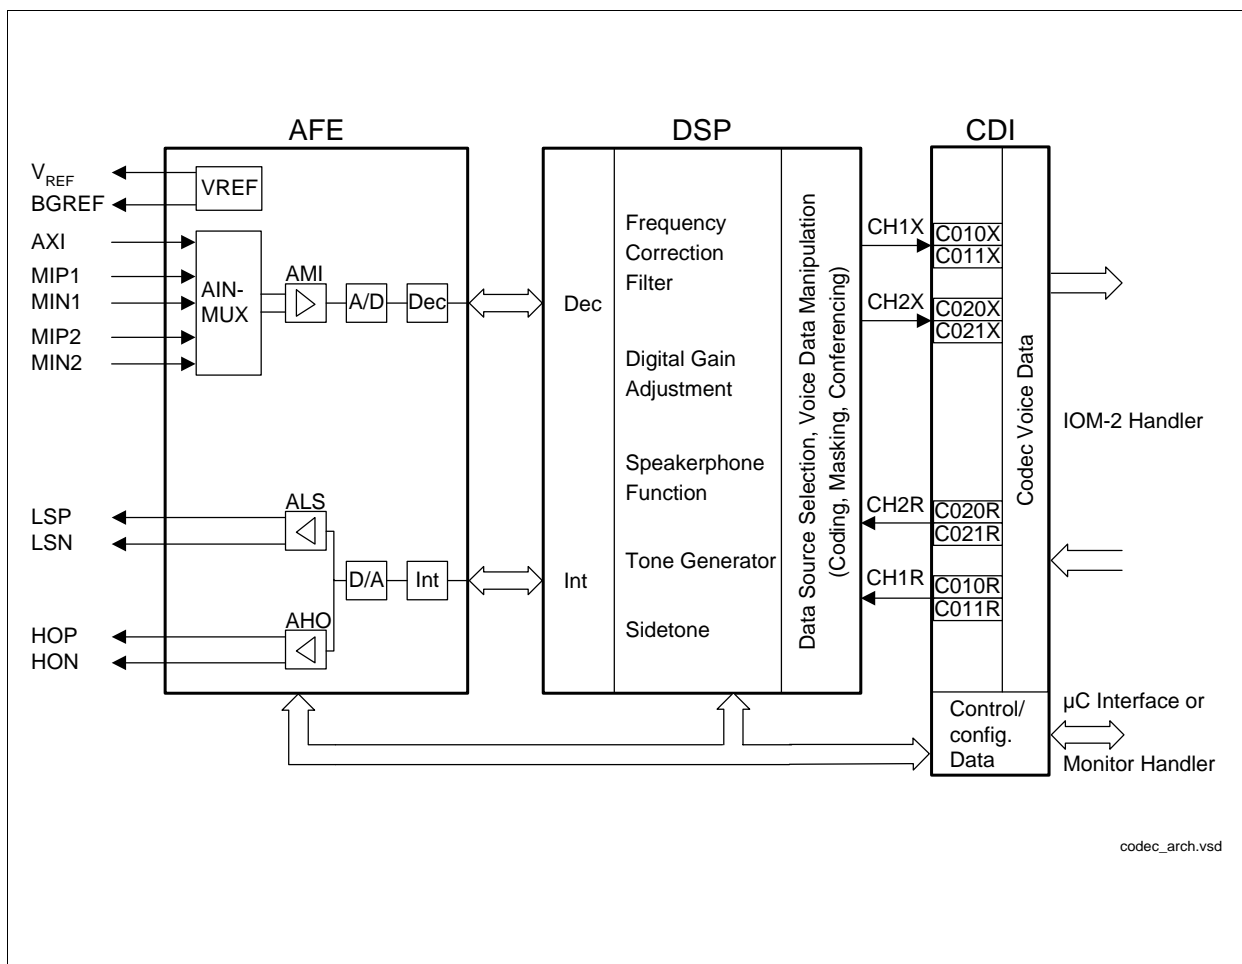 AFE
DSP
CDI
VREF
BGREF
AXI
MIP1
MIN1
MIP2
MIN2
LSP
LSN
HOP
HON
VREF
AIN-
MUX
AMI
A/D
Dec
ALS
D/A
Int
AHO
Dec
Int
Frequency
Correction
Filter
Digital Gain
Adjustment
Speakerphone
Function
Tone Generator
Sidetone
Data Source Selection, Voice Data Manipulation
(Coding, Masking, Conferencing)
CH1X
CH2X
CH2R
CH1R
C010X
C011X
C020X
C021X
C020R
C021R
C010R
C011R
Codec Voice Data
Control/
config.
Data
IOM-2 Handler
µC Interface or
Monitor Handler
codec_arch.vsd